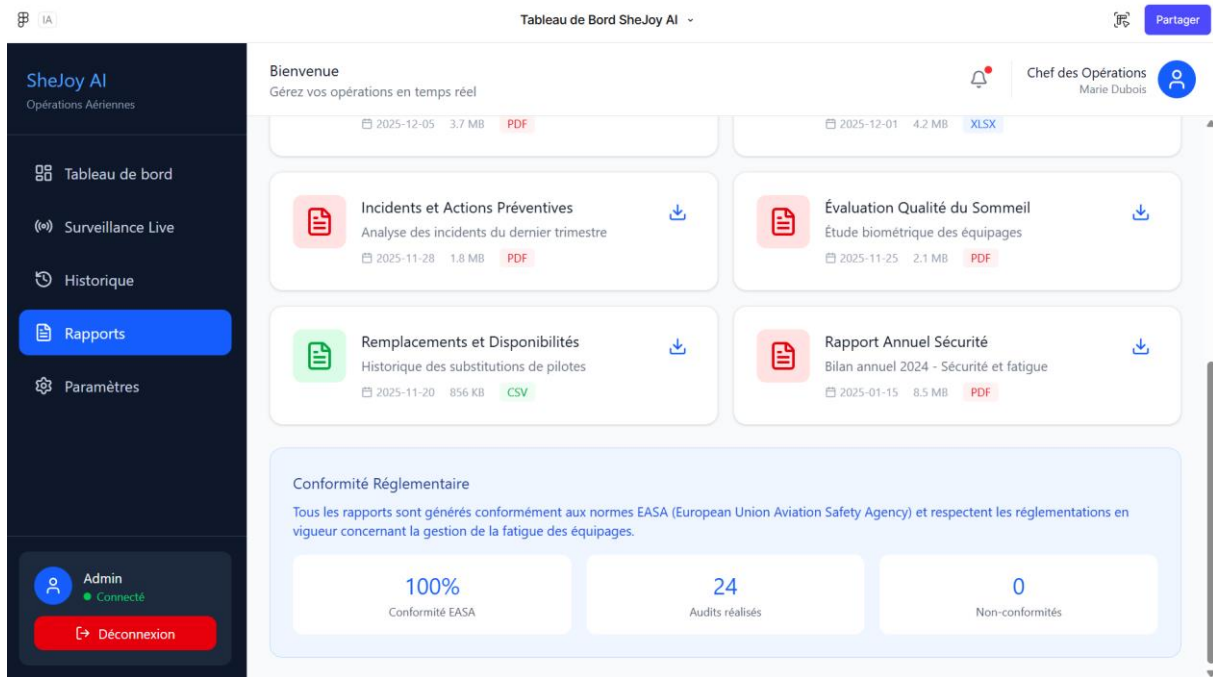 IA
Tableau de Bord SheJoy AI
Partager
SheJoy AI
Opérations Aériennes
Tableau de bord
Surveillance Live
Historique
Rapports
Paramètres
Admin
Connecté
Déconnexion
Bienvenue
Gérez vos opérations en temps réel
Chef des Opérations
Marie Dubois
2025-12-05 3.7 MB PDF
2025-12-01 4.2 MB XLSX
Incidents et Actions Préventives
Analyse des incidents du dernier trimestre
2025-11-28 1.8 MB PDF
Évaluation Qualité du Sommeil
Étude biométrique des équipages
2025-11-25 2.1 MB PDF
Remplacements et Disponibilités
Historique des substitutions de pilotes
2025-11-20 856 KB CSV
Rapport Annuel Sécurité
Bilan annuel 2024 - Sécurité et fatigue
2025-01-15 8.5 MB PDF
Conformité Réglementaire
Tous les rapports sont générés conformément aux normes EASA (European Union Aviation Safety Agency) et respectent les réglementations en
vigueur concernant la gestion de la fatigue des équipages.
100%
Conformité EASA
24
Audits réalisés
0
Non-conformités